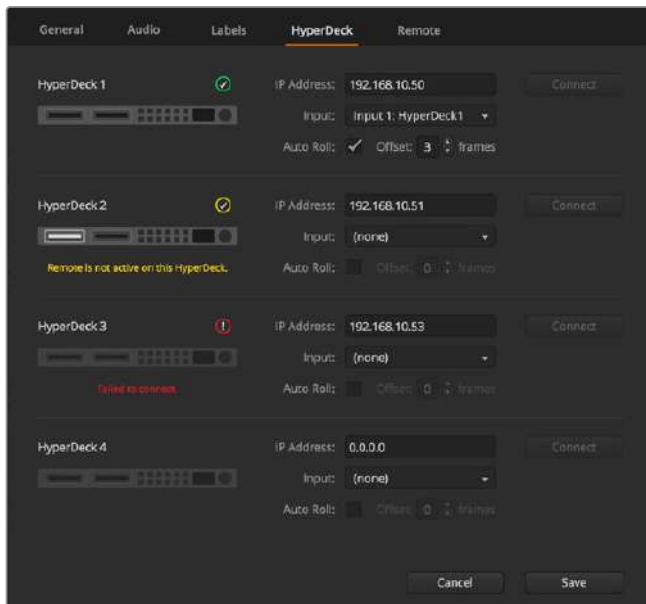 General Audio Labels HyperDeck Remote
HyperDeck 1 IP Address: 192.168.10.50 Connect
Input: Input 1: HyperDeck1
Auto Roll: Offset: 3 frames
HyperDeck 2 IP Address: 192.168.10.51 Connect
Input: (none)
Remote is not active on this HyperDeck.
Auto Roll: Offset: 0 frames
HyperDeck 3 IP Address: 192.168.10.53 Connect
Input: (none)
Failed to connect
Auto Roll: Offset: 0 frames
HyperDeck 4 IP Address: 0.0.0.0 Connect
Input: (none)
Auto Roll: Offset: 0 frames
Cancel Save